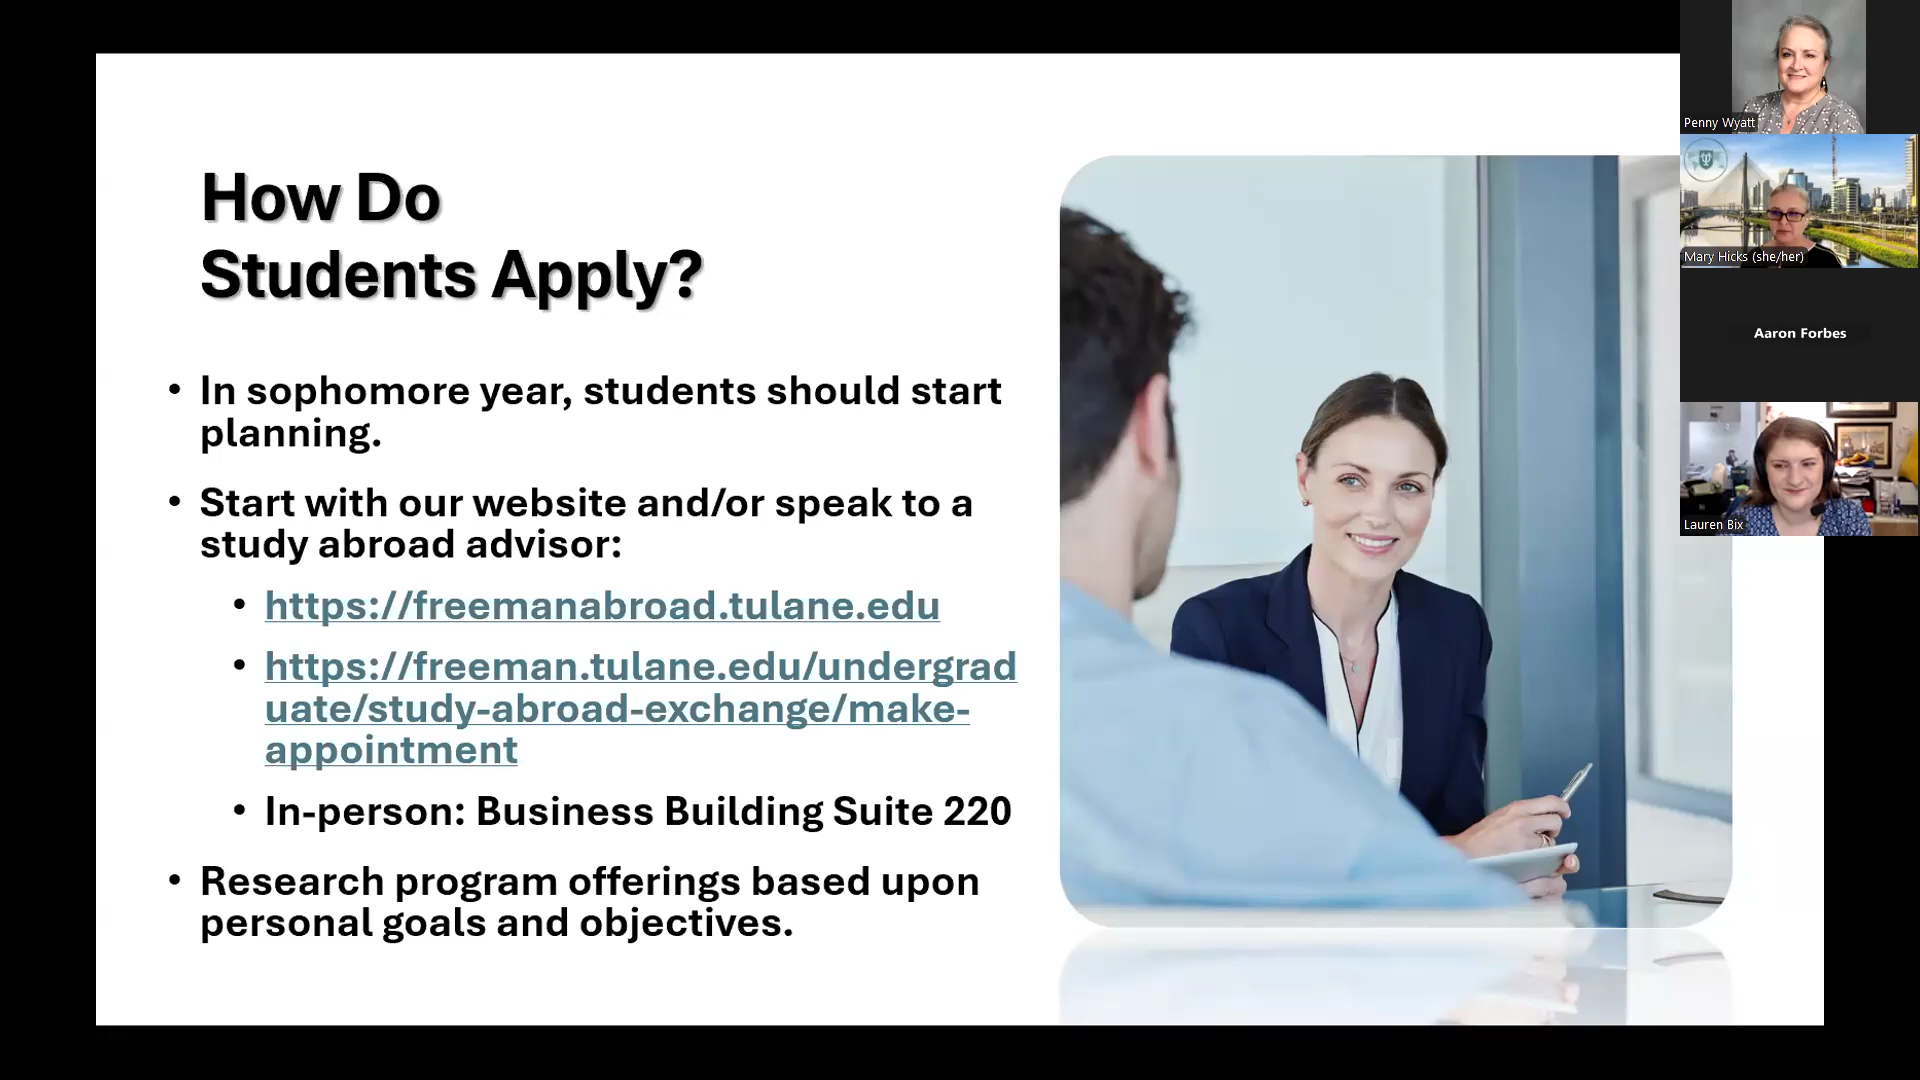 How Do
Students Apply?
• In sophomore year, students should start
planning.
• Start with our website and/or speak to a
study abroad advisor:
• https://freemanabroad.tulane.edu
• https://freeman.tulane.edu/undergrad
uate/study-abroad-exchange/make-
appointment
• In-person: Business Building Suite 220
• Research program offerings based upon
personal goals and objectives.
Penny Wyatt
Mary Hicks (she/her)
Aaron Forbes
Lauren Bix